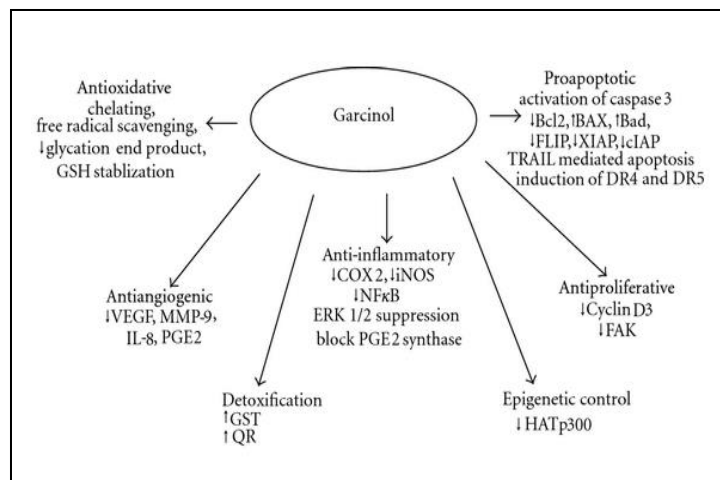 Garcinol
Antioxidative
chelating,
free radical scavenging,
↓glycation end product,
GSH stablization
Proapoptotic
activation of caspase 3
↓Bcl2,↑BAX, ↑Bad,
↓FLIP,↓XIAP,↓cIAP
TRAIL mediated apoptosis
induction of DR4 and DR5
Antiangiogenic
↓VEGF, MMP-9,
IL-8, PGE2
Anti-inflammatory
↓COX 2,↓iNOS
↓NFκB
ERK 1/2 suppression
block PGE2 synthase
Antiproliferative
↓Cyclin D3
↓FAK
Detoxification
↑GST
↑QR
Epigenetic control
↓HATp300